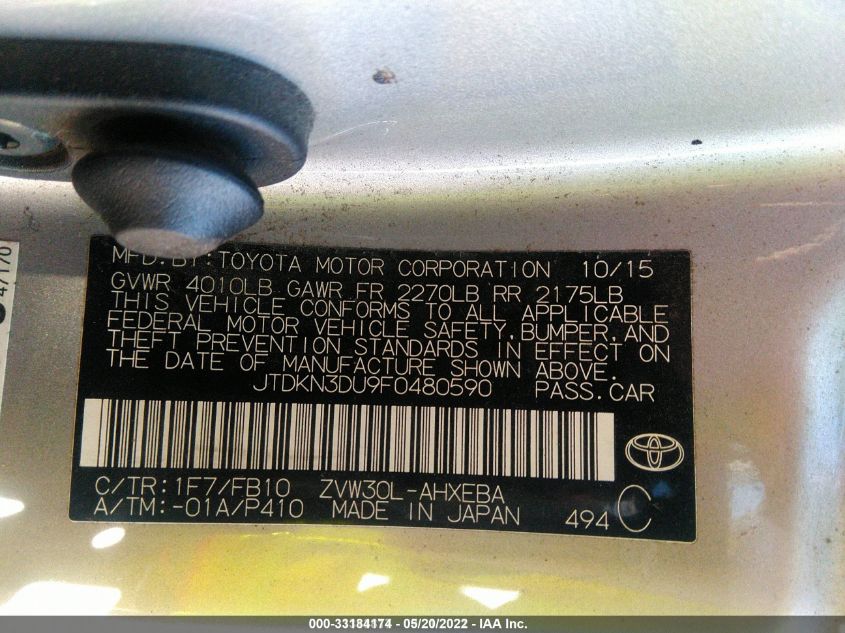 MFD. BY: TOYOTA MOTOR CORPORATION 10/15
GVWR 4010LB GAWR FR 2270LB RR 2175LB
THIS VEHICLE CONFORMS TO ALL APPLICABLE
FEDERAL MOTOR VEHICLE SAFETY, BUMPER, AND
THEFT PREVENTION STANDARDS IN EFFECT ON
THE DATE OF MANUFACTURE SHOWN ABOVE.
JTDKN3DU9F0480590 PASS.CAR
C/TR:1F7/FB10 ZVW30L-AHXEBA
A/TM:-01A/P410 MADE IN JAPAN 494 C
000-33184174 — 05/20/2022 — IAA Inc.